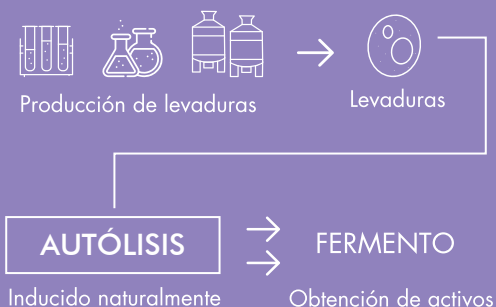 Producción de levaduras
Levaduras
AUTÓLISIS
FERMENTO
Inducido naturalmente
Obtención de activos